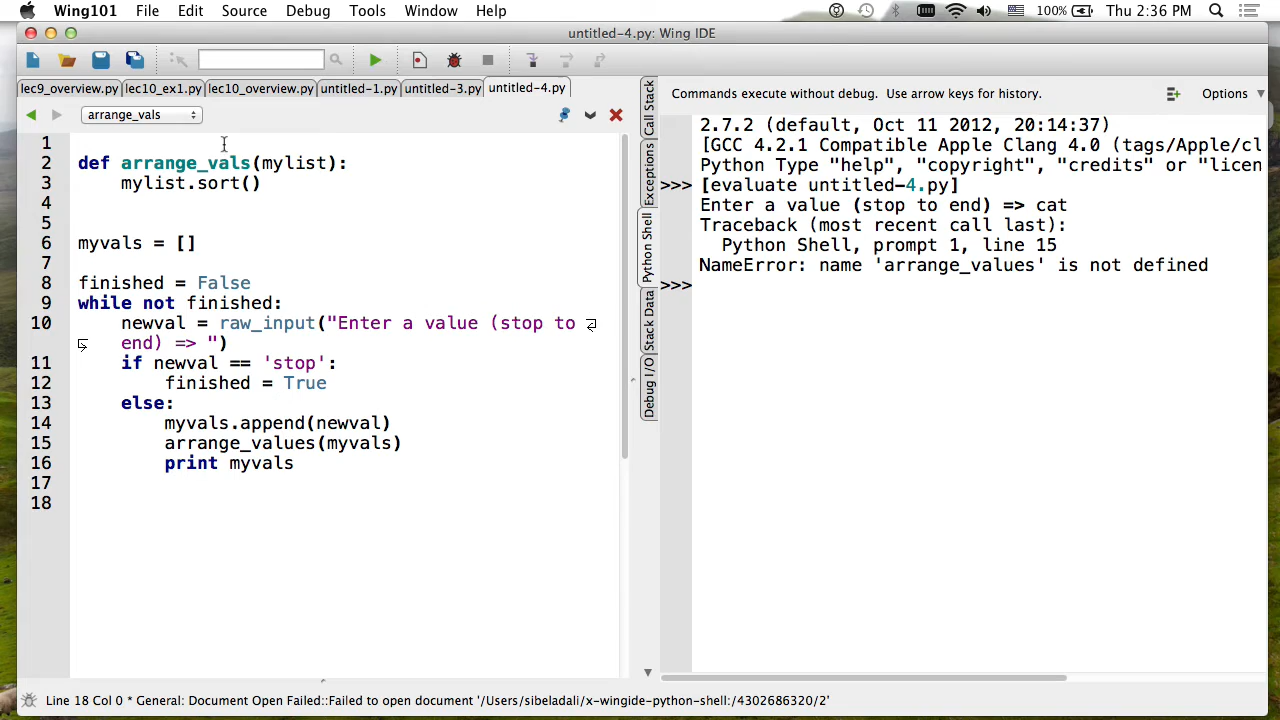 Wing101 File Edit Source Debug Tools Window Help 100% Thu 2:36 PM
untitled-4.py: Wing IDE
lec9_overview.py lec10_ex1.py lec10_overview.py untitled-1.py untitled-3.py untitled-4.py
arrange_vals
1
2 def arrange_vals(mylist):
3 mylist.sort()
4
5
6 myvals = []
7
8 finished = False
9 while not finished:
10 newval = raw_input("Enter a value (stop to
end) => ")
11 if newval == 'stop':
12 finished = True
13 else:
14 myvals.append(newval)
15 arrange_values(myvals)
16 print myvals
17
18
Call Stack
Exceptions
Python Shell
Stack Data
Debug I/O
Commands execute without debug. Use arrow keys for history. Options
2.7.2 (default, Oct 11 2012, 20:14:37)
[GCC 4.2.1 Compatible Apple Clang 4.0 (tags/Apple/cl
Python Type "help", "copyright", "credits" or "licen
>>> [evaluate untitled-4.py]
Enter a value (stop to end) => cat
Traceback (most recent call last):
Python Shell, prompt 1, line 15
NameError: name 'arrange_values' is not defined
>>>
Line 18 Col 0 * General: Document Open Failed::Failed to open document '/Users/sibeladali/x-wingide-python-shell:/4302686320/2'